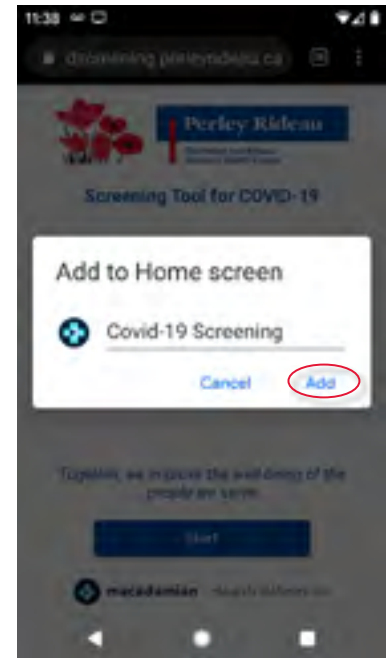 11:38
Perley Rideau
Screening Tool for COVID-19
Add to Home screen
Covid-19 Screening
Cancel Add
Together, we improve the well-being of the
people we serve
Start
macadamian